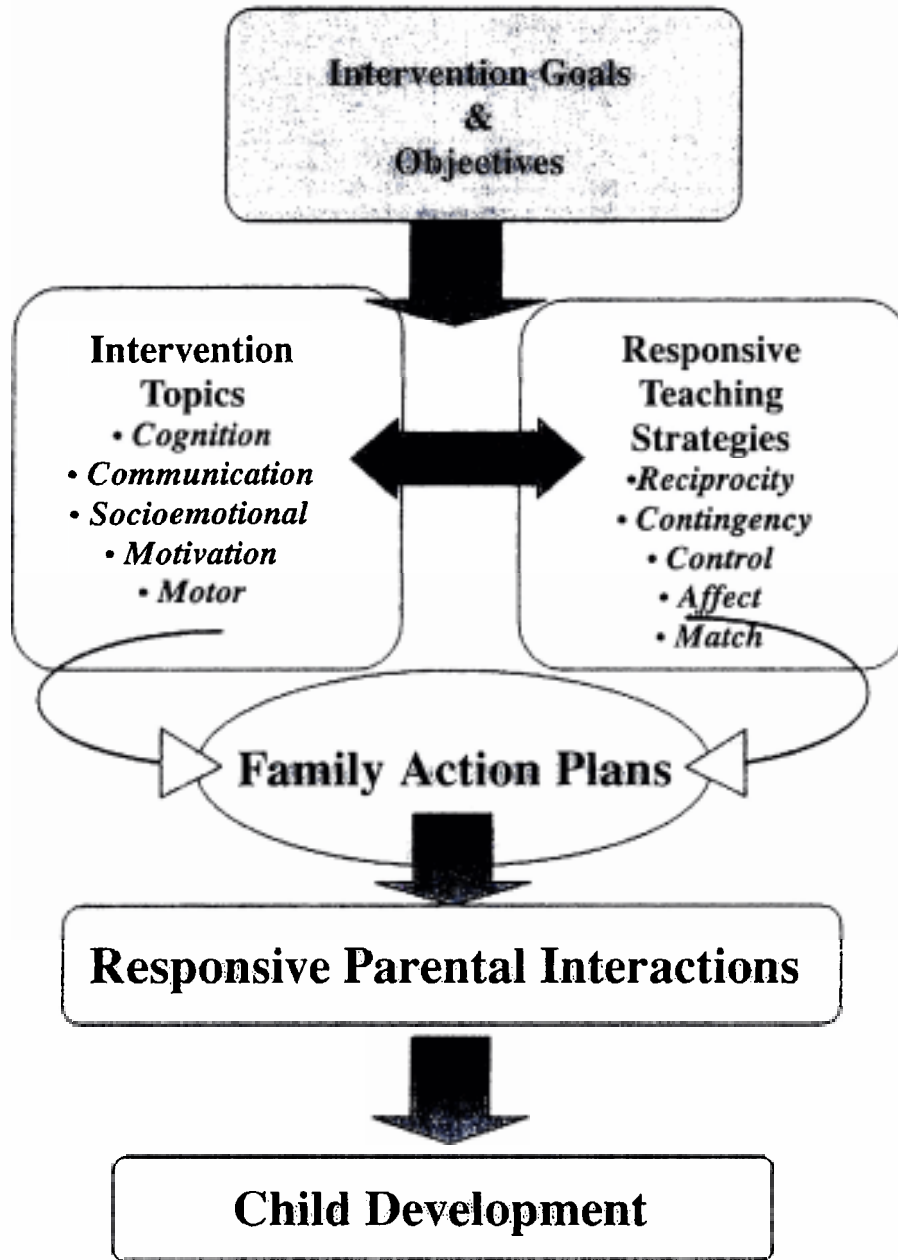 Intervention Goals
&
Objectives
Intervention
Topics
• Cognition
• Communication
• Socioemotional
• Motivation
• Motor
Responsive
Teaching
Strategies
•Reciprocity
• Contingency
• Control
• Affect
• Match
Family Action Plans
Responsive Parental Interactions
Child Development